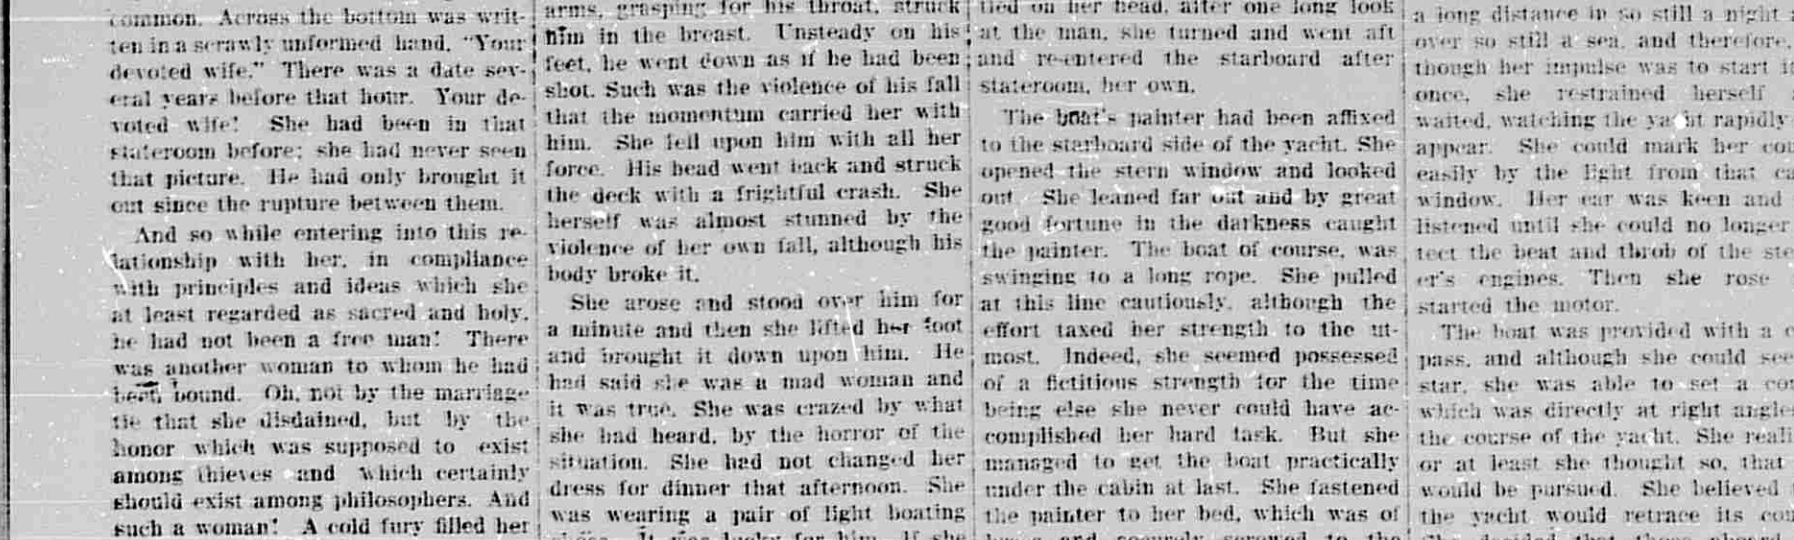 common. Across the bottom was writ-
ten in a scrawly unformed hand, "Your
devoted wife." There was a date sev-
eral years before that hour. Your de-
voted wife! She had been in that
stateroom before; she had never seen
that picture. He had only brought it
out since the rupture between them.
And so while entering into this re-
lationship with her, in compliance
with principles and ideas which she
at least regarded as sacred and holy,
he had not been a free man! There
was another woman to whom he had
been bound. Oh, not by the marriage
tie that she disdained, but by the
honor which was supposed to exist
among thieves and which certainly
should exist among philosophers. And
such a woman! A cold fury filled her
arms, grasping for his throat, struck
him in the breast. Unsteady on his
feet, he went down as if he had been
shot. Such was the violence of his fall
that the momentum carried her with
him. She fell upon him with all her
force. His head went back and struck
the deck with a frightful crash. She
herself was almost stunned by the
violence of her own fall, although his
body broke it.
She arose and stood over him for
a minute and then she lifted her foot
and brought it down upon him. He
had said she was a mad woman and
it was true. She was crazed by what
she had heard, by the horror of the
situation. She had not changed her
dress for dinner that afternoon. She
was wearing a pair of light boating
It was lucky for him. If she
tied on her head, after one long look
at the man, she turned and went aft
and re-entered the starboard after
stateroom, her own.
The boat's painter had been affixed
to the starboard side of the yacht. She
opened the stern window and looked
out. She leaned far out and by great
good fortune in the darkness caught
the painter. The boat of course, was
swinging to a long rope. She pulled
at this line cautiously, although the
effort taxed her strength to the ut-
most. Indeed, she seemed possessed
of a fictitious strength for the time
being else she never could have ac-
complished her hard task. But she
managed to get the boat practically
under the cabin at last. She fastened
the painter to her bed, which was of
and securely screwed to the
a long distance in so still a night
over so still a sea, and therefore,
though her impulse was to start
once, she restrained herself
waited, watching the yacht rapidly
appear. She could mark her
easily by the light from that
window. Her ear was keen and
listened until she could no longer
tect the beat and throb of the
er's engines. Then she rose
started the motor.
The boat was provided with a
pass, and although she could see
star, she was able to set a
which was directly at right
the course of the yacht. She
or at least she thought so, that
would be pursued. She believed
the yacht would retrace its
She decided that those aboard